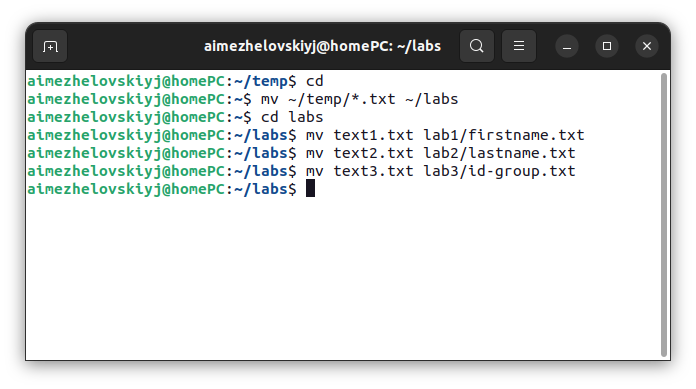 aimezhelovskiyj@homePC: ~/labs
aimezhelovskiyj@homePC:~/temp$ cd
aimezhelovskiyj@homePC:~$ mv ~/temp/*.txt ~/labs
aimezhelovskiyj@homePC:~$ cd labs
aimezhelovskiyj@homePC:~/labs$ mv text1.txt lab1/firstname.txt
aimezhelovskiyj@homePC:~/labs$ mv text2.txt lab2/lastname.txt
aimezhelovskiyj@homePC:~/labs$ mv text3.txt lab3/id-group.txt
aimezhelovskiyj@homePC:~/labs$